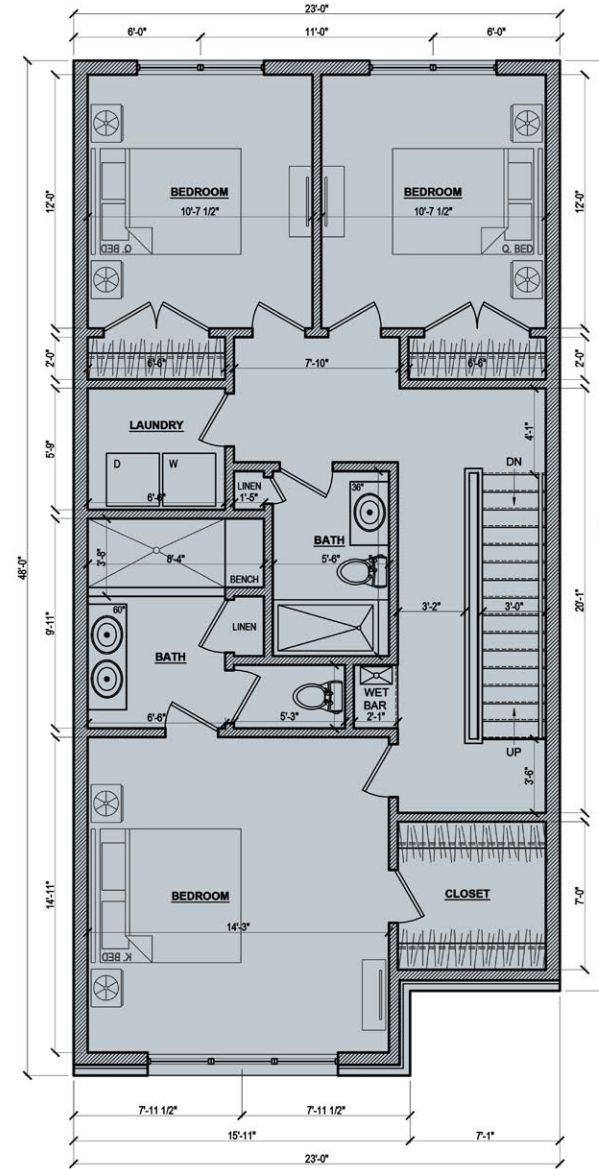 23'-0"
6'-0" 11'-0" 6'-0"
BEDROOM BEDROOM
12'-0" 10'-7 1/2" 10'-7 1/2" 12'-0"
Q. BED Q. BED
2'-0" 6'-6" 7'-10" 6'-6" 2'-0"
LAUNDRY
5'-9" 4'-1"
D W LINEN 36" DN
6'-6" 1'-5"
BATH
3'-8" 8'-4" 5'-6"
BENCH
48'-0" 20'-1"
9'-11" 60" LINEN 3'-2" 3'-0"
BATH
WET
BAR
6'-6" 5'-3" 2'-1"
UP
3'-6"
14'-11" BEDROOM CLOSET 7'-0"
14'-3"
K. BED
7'-11 1/2" 7'-11 1/2"
15'-11" 7'-1"
23'-0"